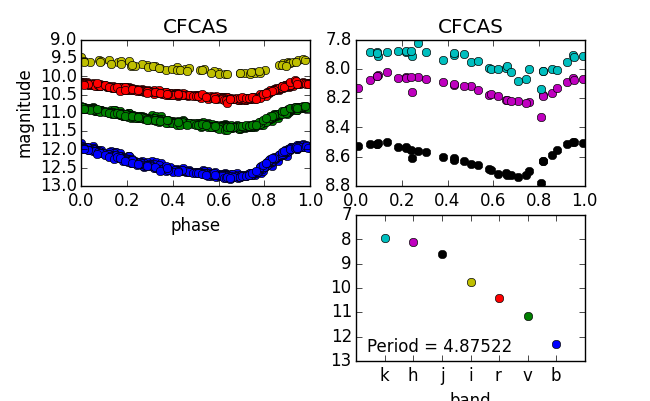 CFCAS
9.0
9.5
10.0
10.5
11.0
11.5
12.0
12.5
13.0
magnitude
0.0 0.2 0.4 0.6 0.8 1.0
phase
CFCAS
7.8
8.0
8.2
8.4
8.6
8.8
0.0 0.2 0.4 0.6 0.8 1.0
7
8
9
10
11
12
13
Period = 4.87522
k h j i r v b
band